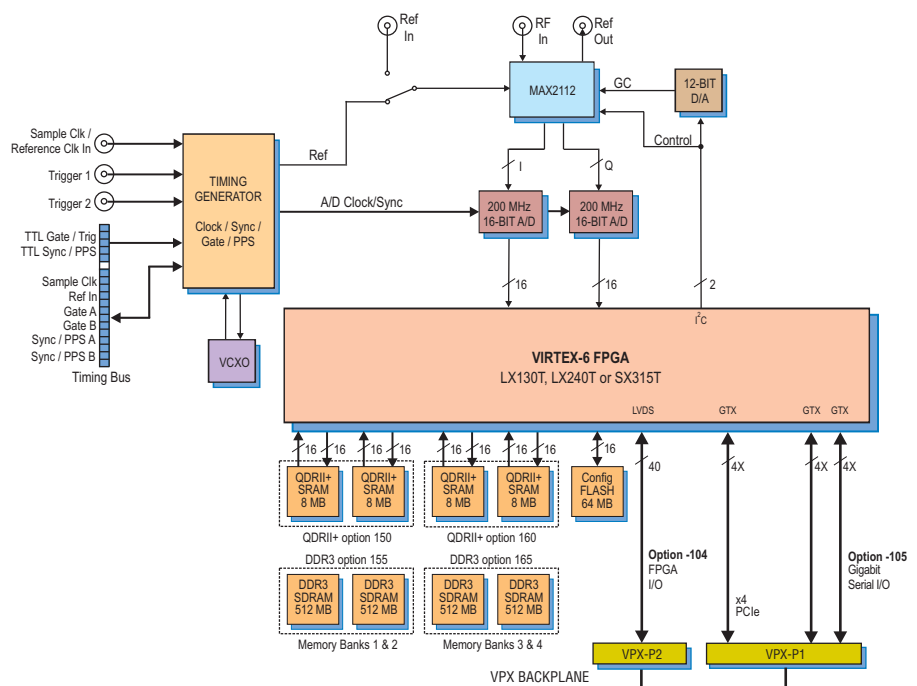 Ref
In
RF
In
Ref
Out
MAX2112
GC
12-BIT
D/A
Control
Sample Clk /
Reference Clk In
Trigger 1
Trigger 2
TTL Gate / Trig
TTL Sync / PPS
Sample Clk
Ref In
Gate A
Gate B
Sync / PPS A
Sync / PPS B
Timing Bus
TIMING
GENERATOR
Clock / Sync /
Gate / PPS
VCXO
Ref
A/D Clock/Sync
I
Q
200 MHz
16-BIT A/D
200 MHz
16-BIT A/D
16
16
2
I²C
VIRTEX-6 FPGA
LX130T, LX240T or SX315T
LVDS
GTX
GTX
GTX
16
16
16
16
16
16
16
16
16
40
4X
4X
4X
QDRII+
SRAM
8 MB
QDRII+
SRAM
8 MB
QDRII+
SRAM
8 MB
QDRII+
SRAM
8 MB
Config
FLASH
64 MB
QDRII+ option 150
QDRII+ option 160
DDR3 option 155
DDR3 option 165
DDR3
SDRAM
512 MB
DDR3
SDRAM
512 MB
DDR3
SDRAM
512 MB
DDR3
SDRAM
512 MB
Memory Banks 1 & 2
Memory Banks 3 & 4
Option -104
FPGA
I/O
x4
PCIe
Option -105
Gigabit
Serial I/O
VPX-P2
VPX-P1
VPX BACKPLANE